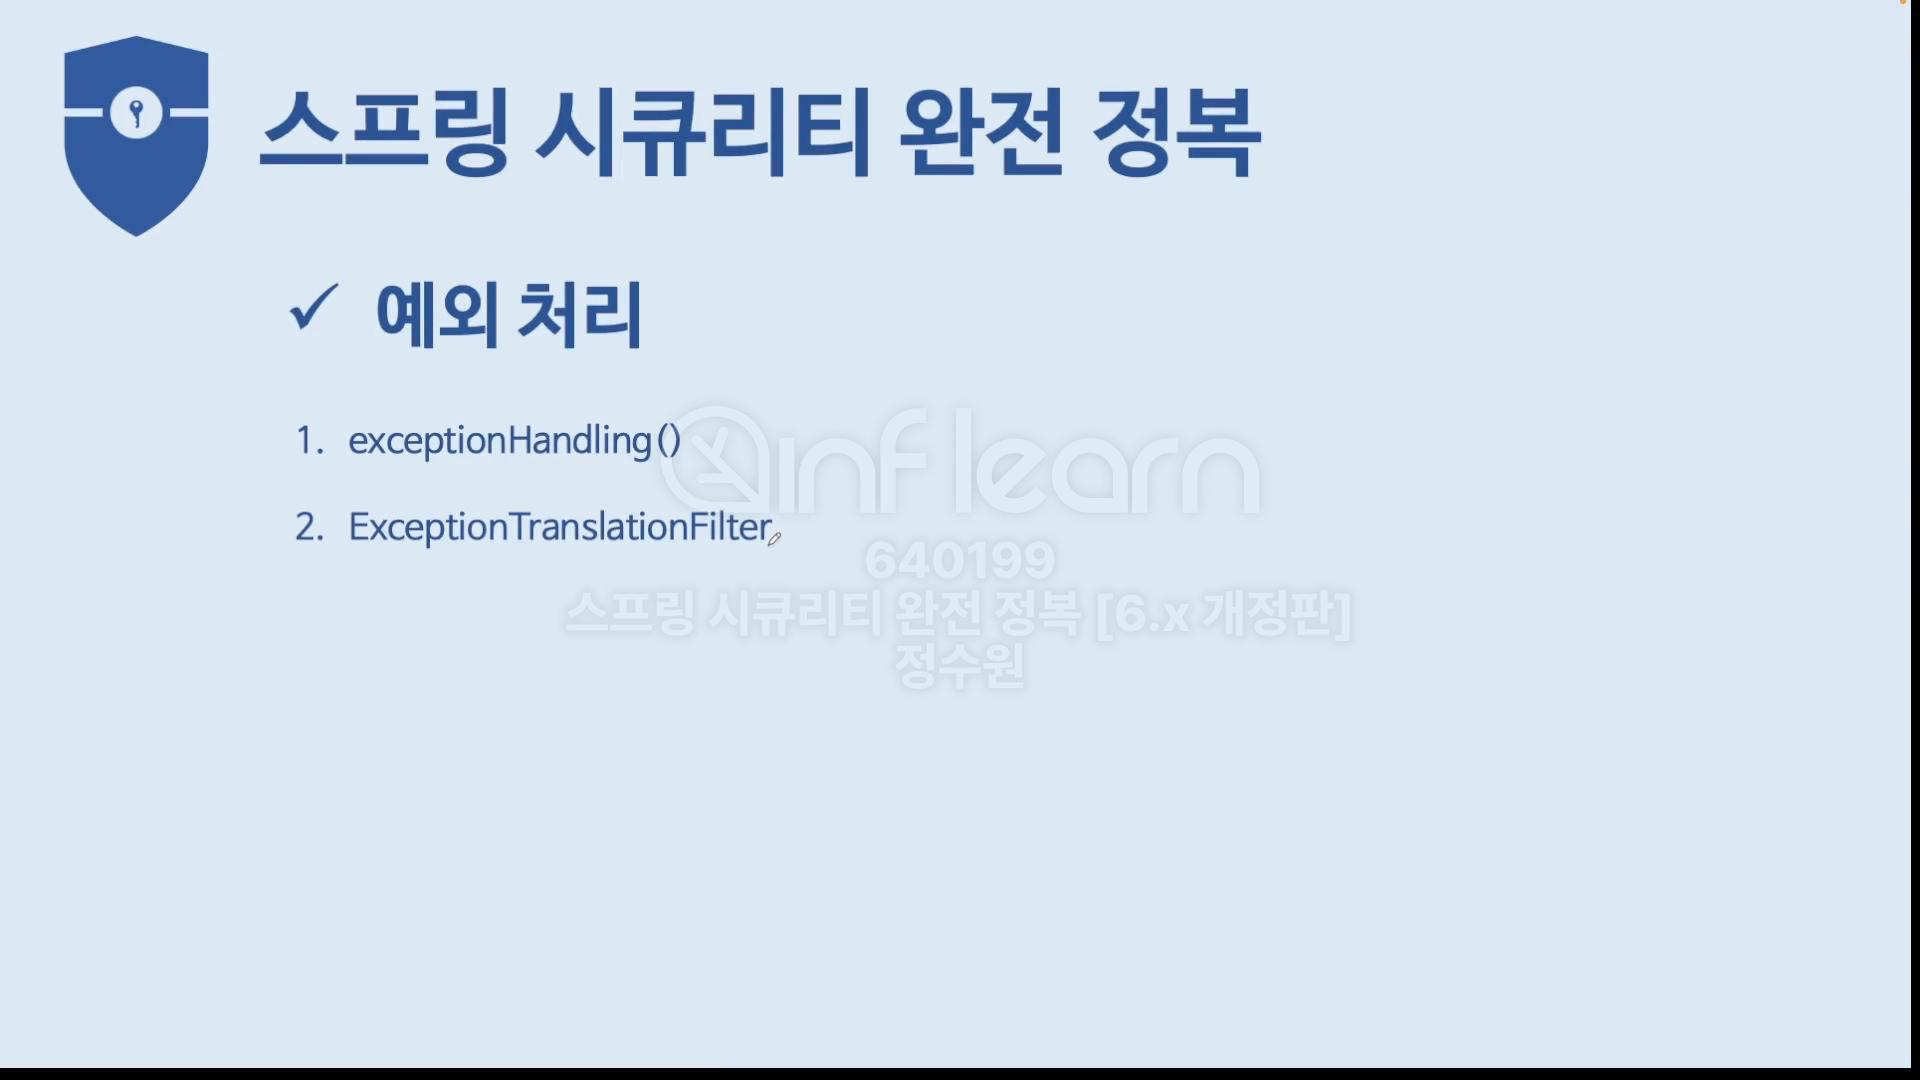 스프링 시큐리티 완전 정복
✓ 예외 처리
1. exceptionHandling()
2. ExceptionTranslationFilter
inflearn
640199
스프링 시큐리티 완전 정복 [6.x 개정판]
정수원